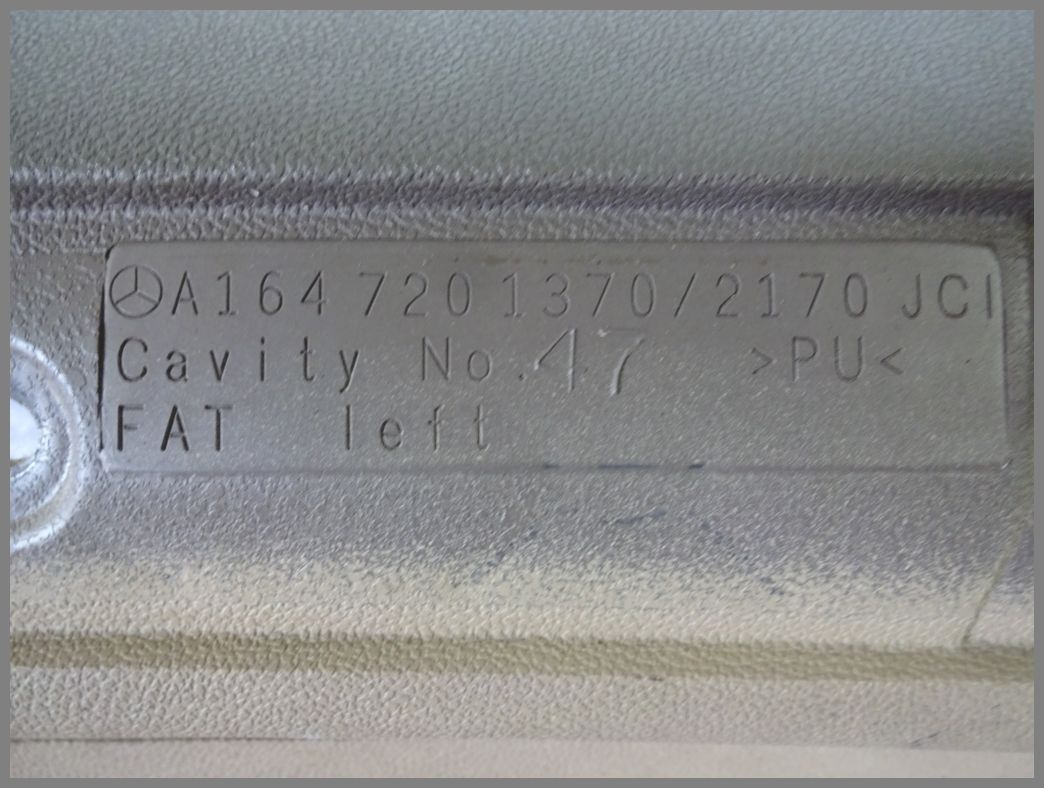 A164 720 1370/2170 JCI
Cavity No. 47 >PU<
FAT left